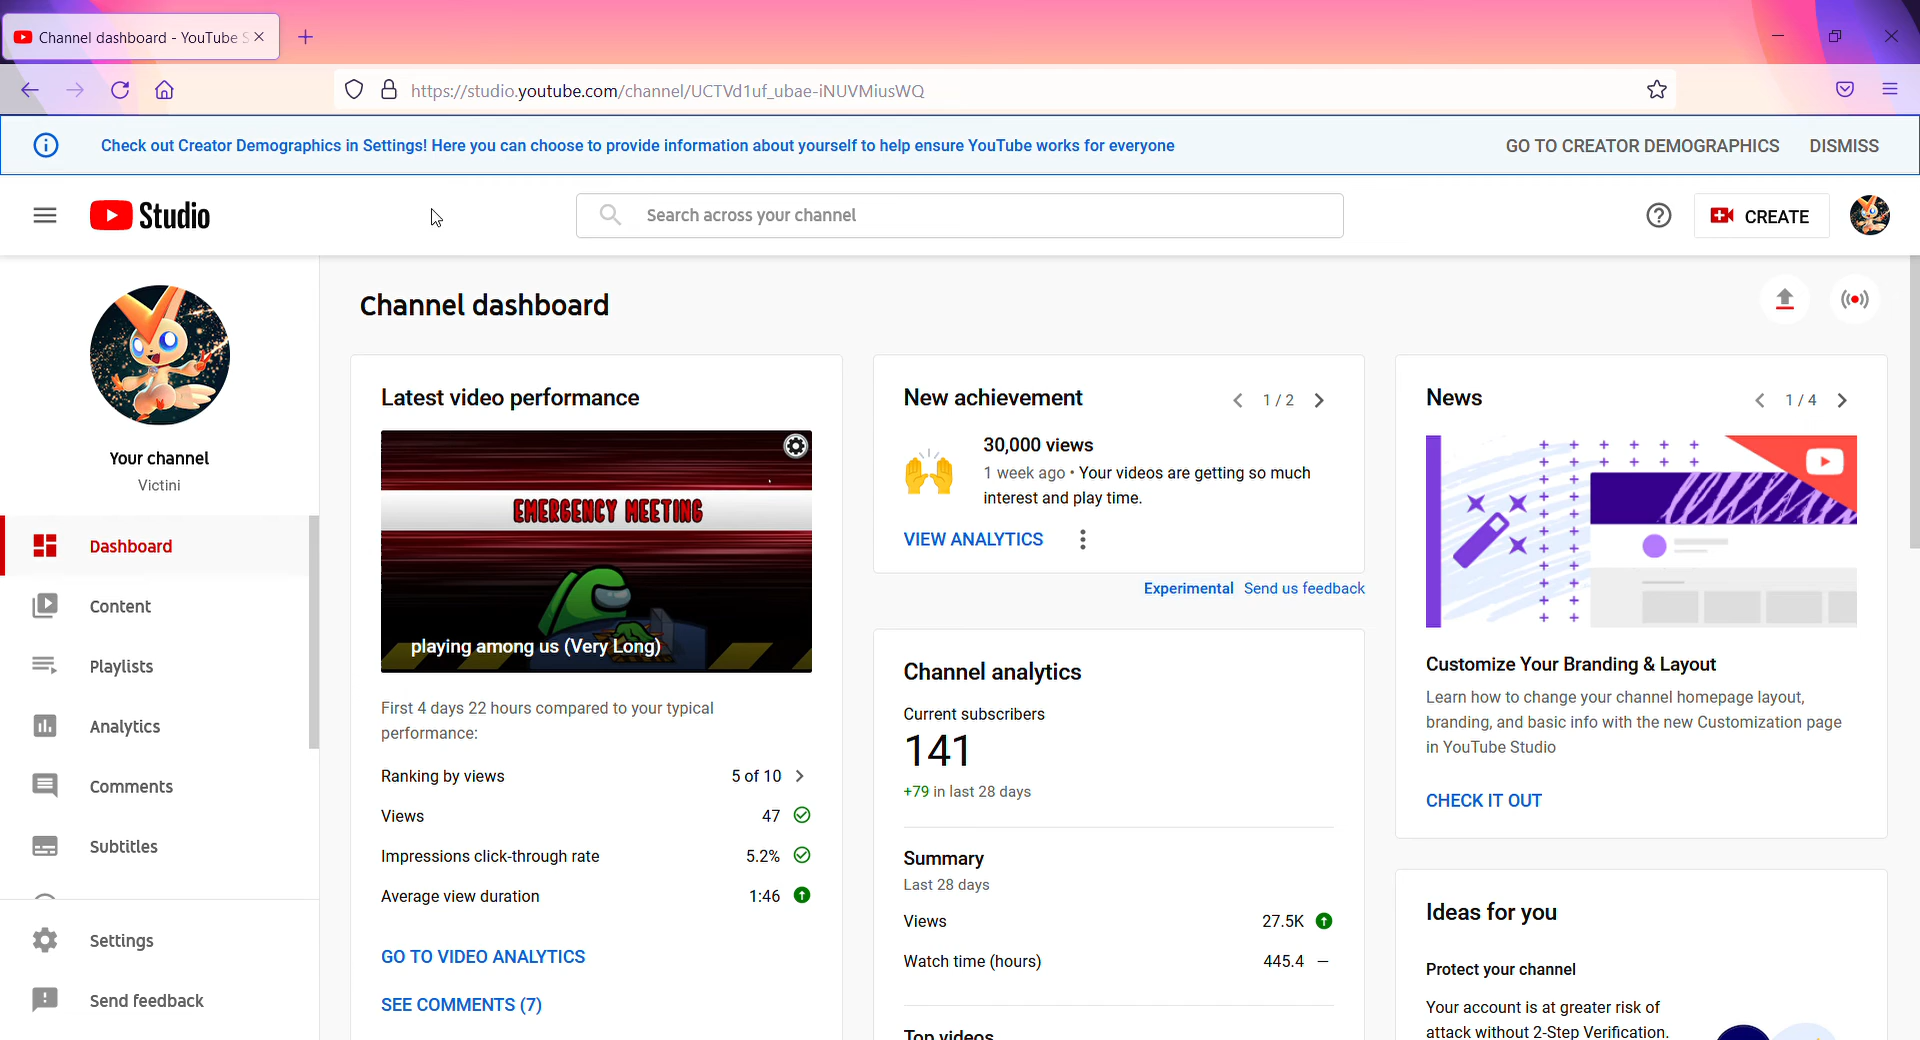 Channel dashboard - YouTube S
https://studio.youtube.com/channel/UCTVd1uf_ubae-iNUVMiusWQ
Check out Creator Demographics in Settings! Here you can choose to provide information about yourself to help ensure YouTube works for everyone
GO TO CREATOR DEMOGRAPHICS
DISMISS
Studio
Search across your channel
CREATE
Your channel
Victini
Dashboard
Content
Playlists
Analytics
Comments
Subtitles
Settings
Send feedback
Channel dashboard
Latest video performance
EMERGENCY MEETING
playing among us (Very Long)
First 4 days 22 hours compared to your typical
performance:
Ranking by views 5 of 10
Views 47
Impressions click-through rate 5.2%
Average view duration 1:46
GO TO VIDEO ANALYTICS
SEE COMMENTS (7)
New achievement
1 / 2
30,000 views
1 week ago • Your videos are getting so much
interest and play time.
VIEW ANALYTICS
Experimental Send us feedback
Channel analytics
Current subscribers
141
+79 in last 28 days
Summary
Last 28 days
Views 27.5K
Watch time (hours) 445.4 —
Top videos
News
1 / 4
Customize Your Branding & Layout
Learn how to change your channel homepage layout,
branding, and basic info with the new Customization page
in YouTube Studio
CHECK IT OUT
Ideas for you
Protect your channel
Your account is at greater risk of
attack without 2-Step Verification.